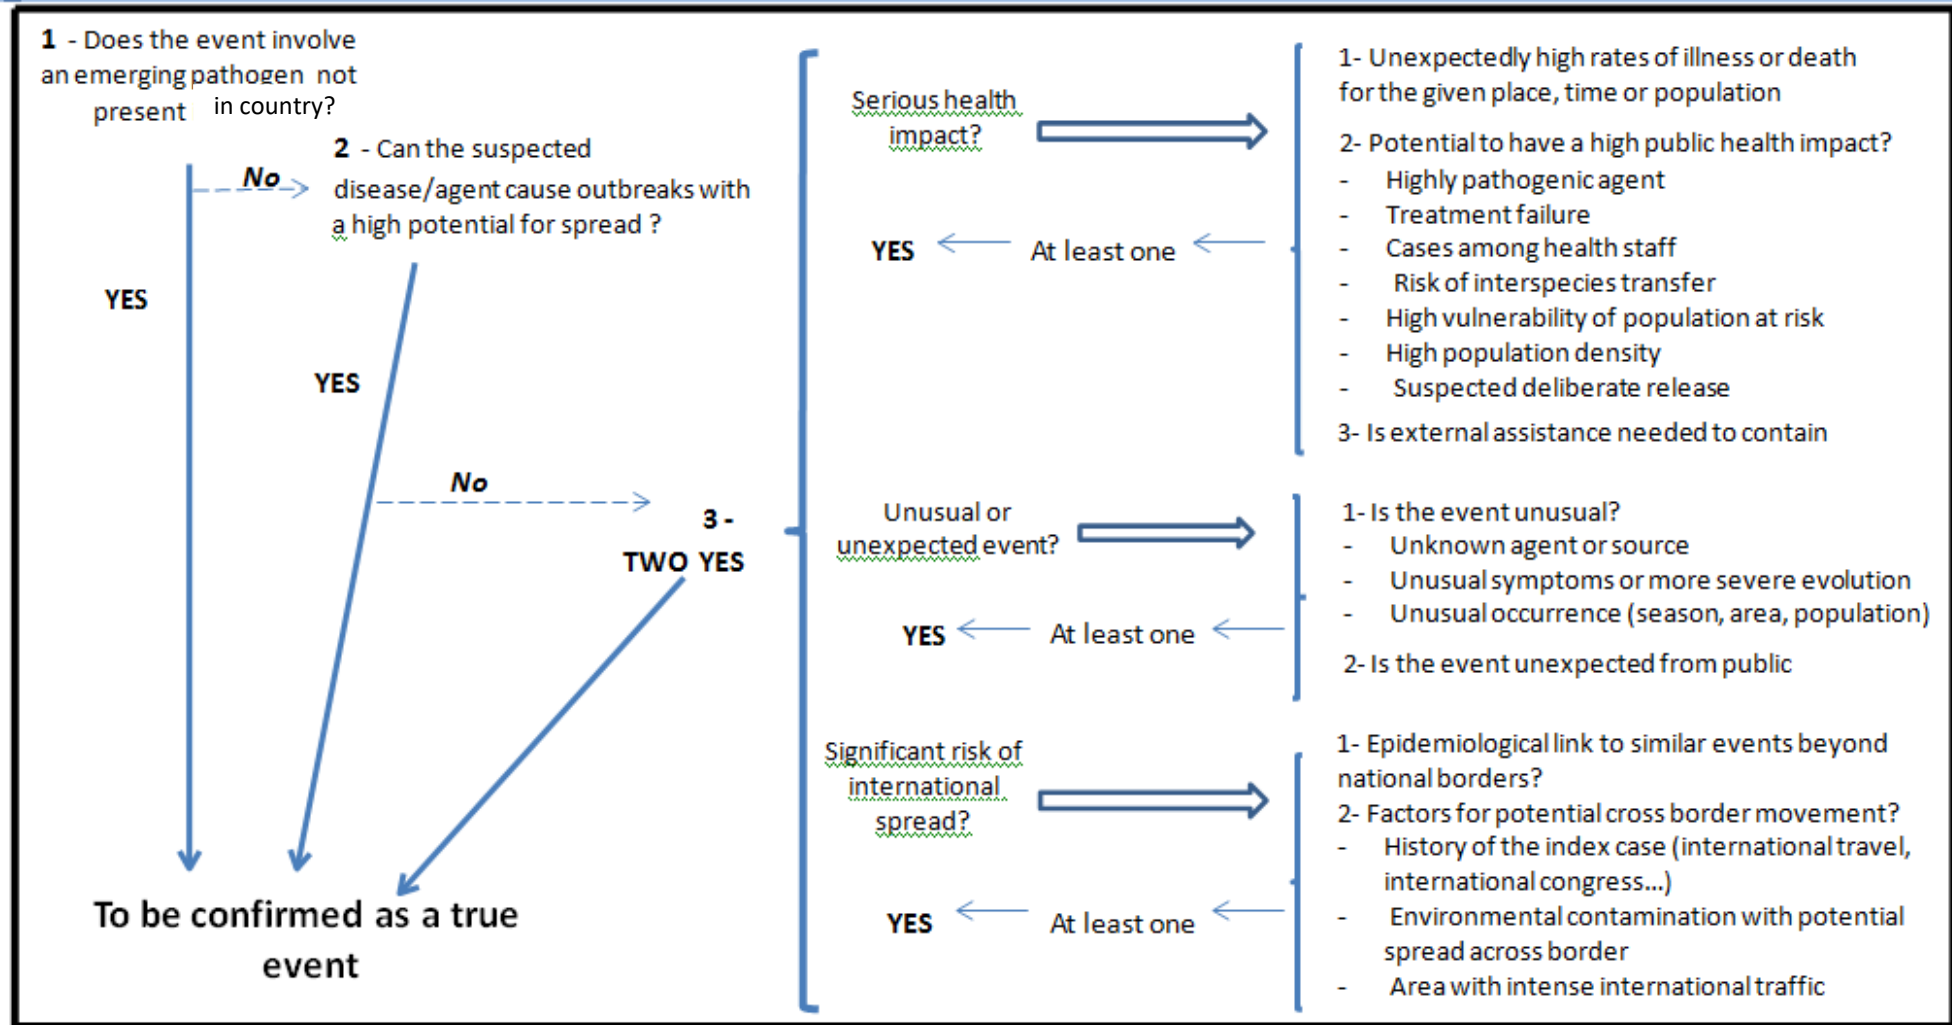 1 - Does the event involve
an emerging pathogen not
present in country?
No
2 - Can the suspected
disease/agent cause outbreaks with
a high potential for spread ?
YES
YES
No
3 -
TWO YES
To be confirmed as a true
event
Serious health
impact?
YES
At least one
1- Unexpectedly high rates of illness or death
for the given place, time or population
2- Potential to have a high public health impact?
- Highly pathogenic agent
- Treatment failure
- Cases among health staff
- Risk of interspecies transfer
- High vulnerability of population at risk
- High population density
- Suspected deliberate release
3- Is external assistance needed to contain
Unusual or
unexpected event?
YES
At least one
1- Is the event unusual?
- Unknown agent or source
- Unusual symptoms or more severe evolution
- Unusual occurrence (season, area, population)
2- Is the event unexpected from public
Significant risk of
international
spread?
YES
At least one
1- Epidemiological link to similar events beyond
national borders?
2- Factors for potential cross border movement?
- History of the index case (international travel,
international congress...)
- Environmental contamination with potential
spread across border
- Area with intense international traffic